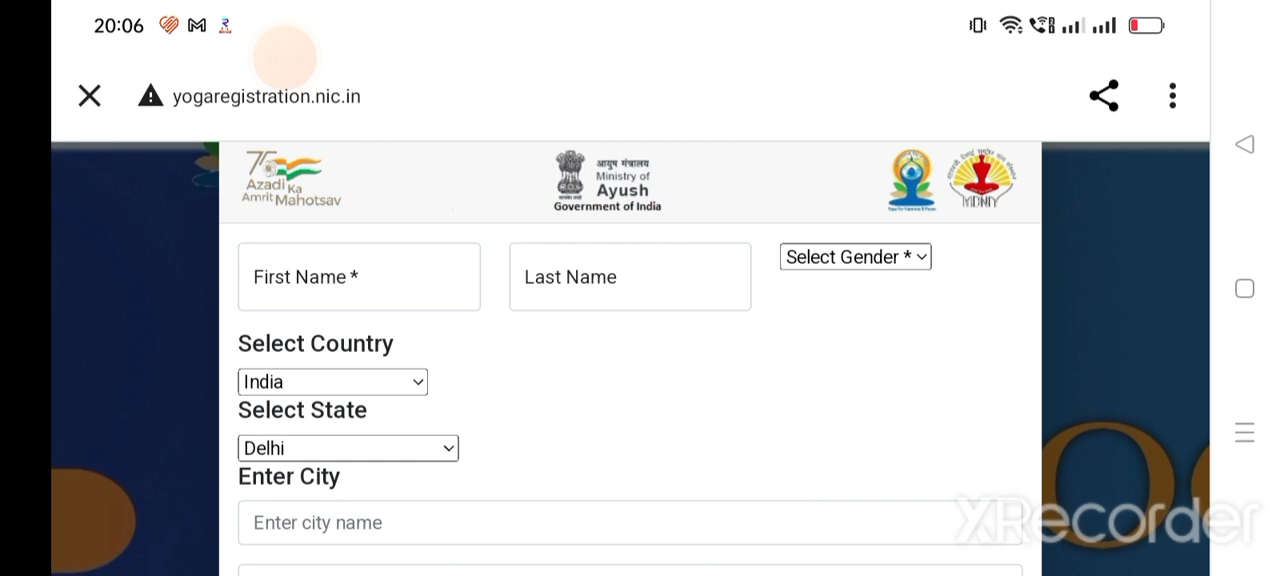 20:06
yogaregistration.nic.in
75
Azadi Ka
Amrit Mahotsav
आयुष मंत्रालय
Ministry of
Ayush
Government of India
MDNIY
First Name *
Last Name
Select Gender *
Select Country
India
Select State
Delhi
Enter City
Enter city name
XRecorder